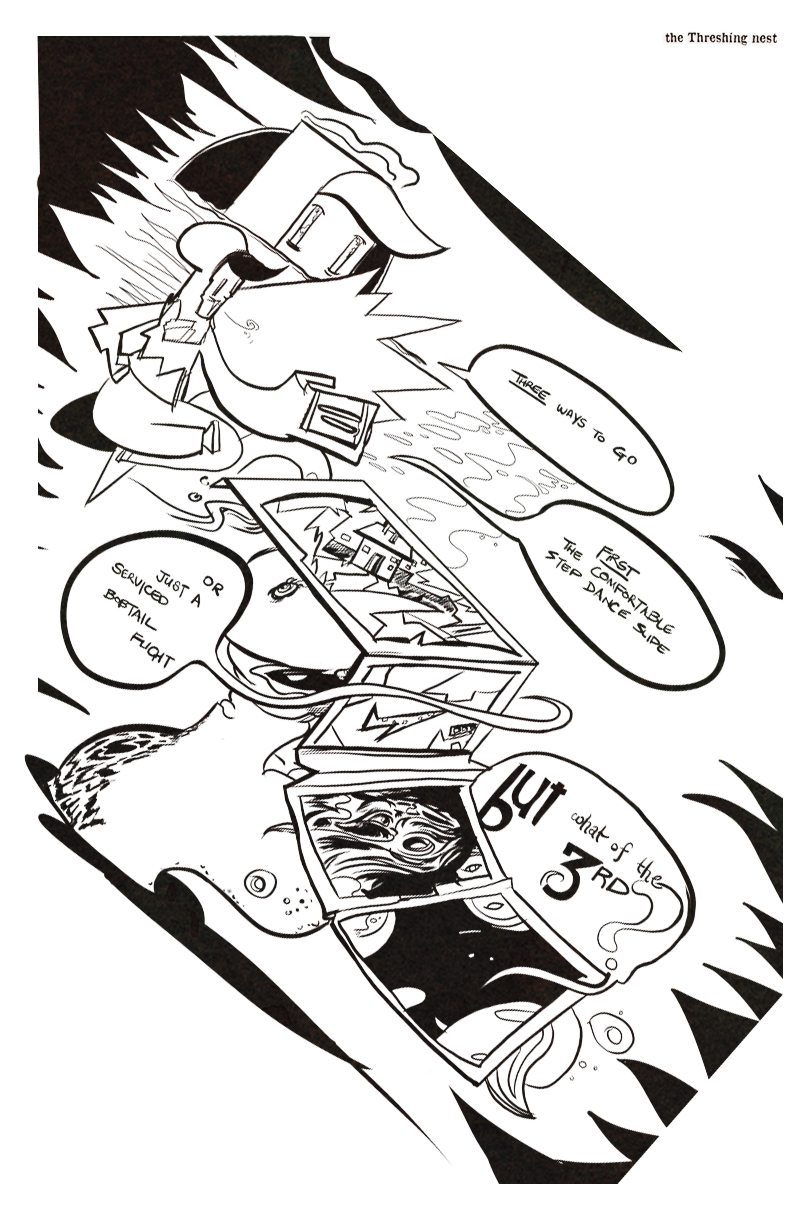 the Threshing nest
THREE WAYS TO GO
FIRST
THE COMFORTABLE
STEP DANCE SLIPE
OR
JUST A
SERVICED
BOBTAIL
FLIGHT
but what of the
3RD